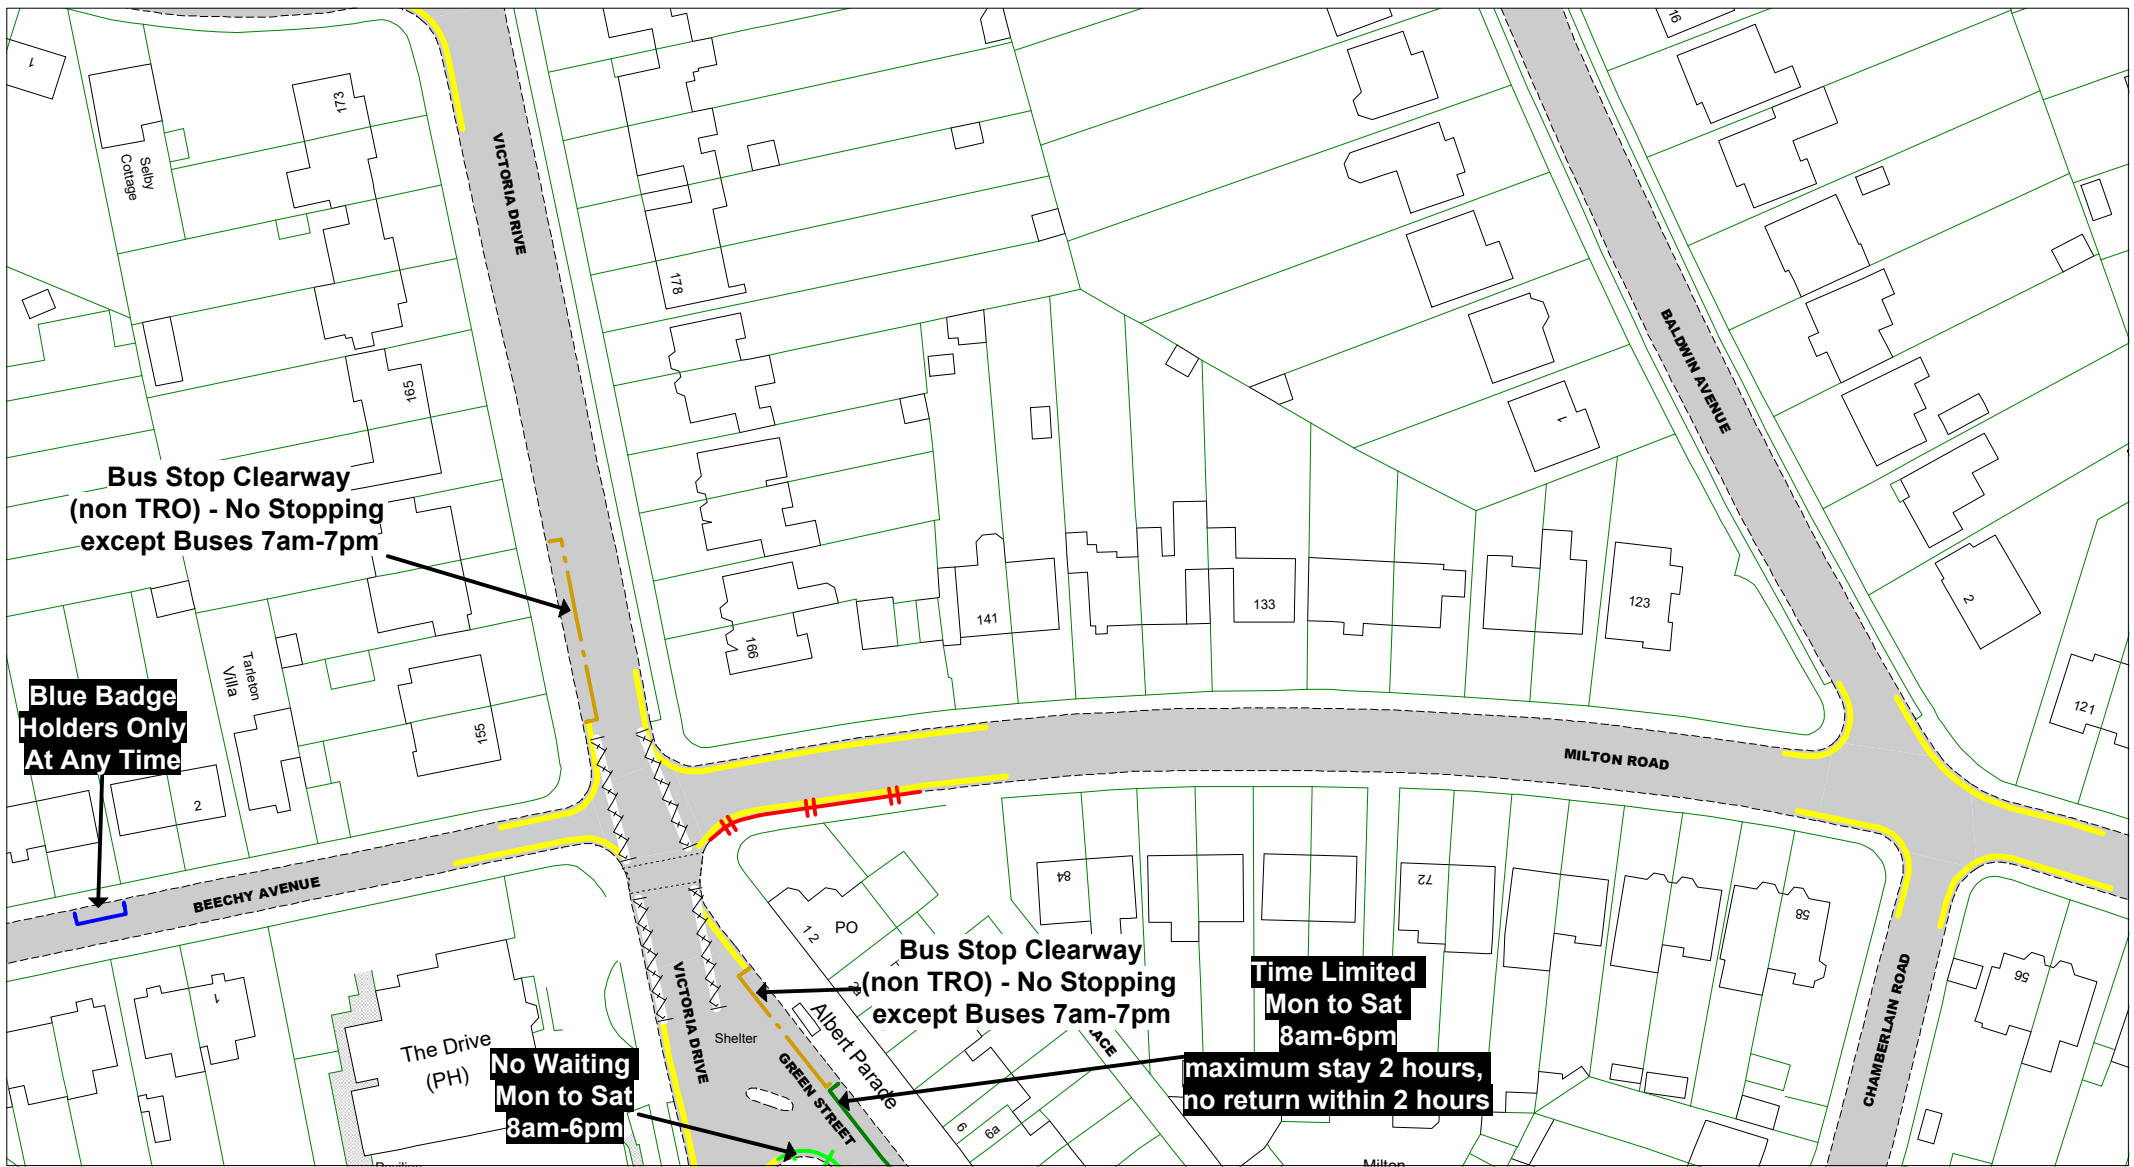 1
173
Selby
Cottage
VICTORIA DRIVE
178
16
BALDWIN AVENUE
165
1
Bus Stop Clearway
(non TRO) - No Stopping
except Buses 7am-7pm
141
133
123
2
166
Tarleton
Villa
155
121
Blue Badge
Holders Only
At Any Time
2
MILTON ROAD
BEECHY AVENUE
84
72
58
56
PO
1 2
1
The Drive
(PH)
VICTORIA DRIVE
Shelter
Bus Stop Clearway
(non TRO) - No Stopping
except Buses 7am-7pm
Albert Parade
GREEN STREET
ACE
Time Limited
Mon to Sat
8am-6pm
maximum stay 2 hours,
no return within 2 hours
No Waiting
Mon to Sat
8am-6pm
6
6a
CHAMBERLAIN ROAD
Milton